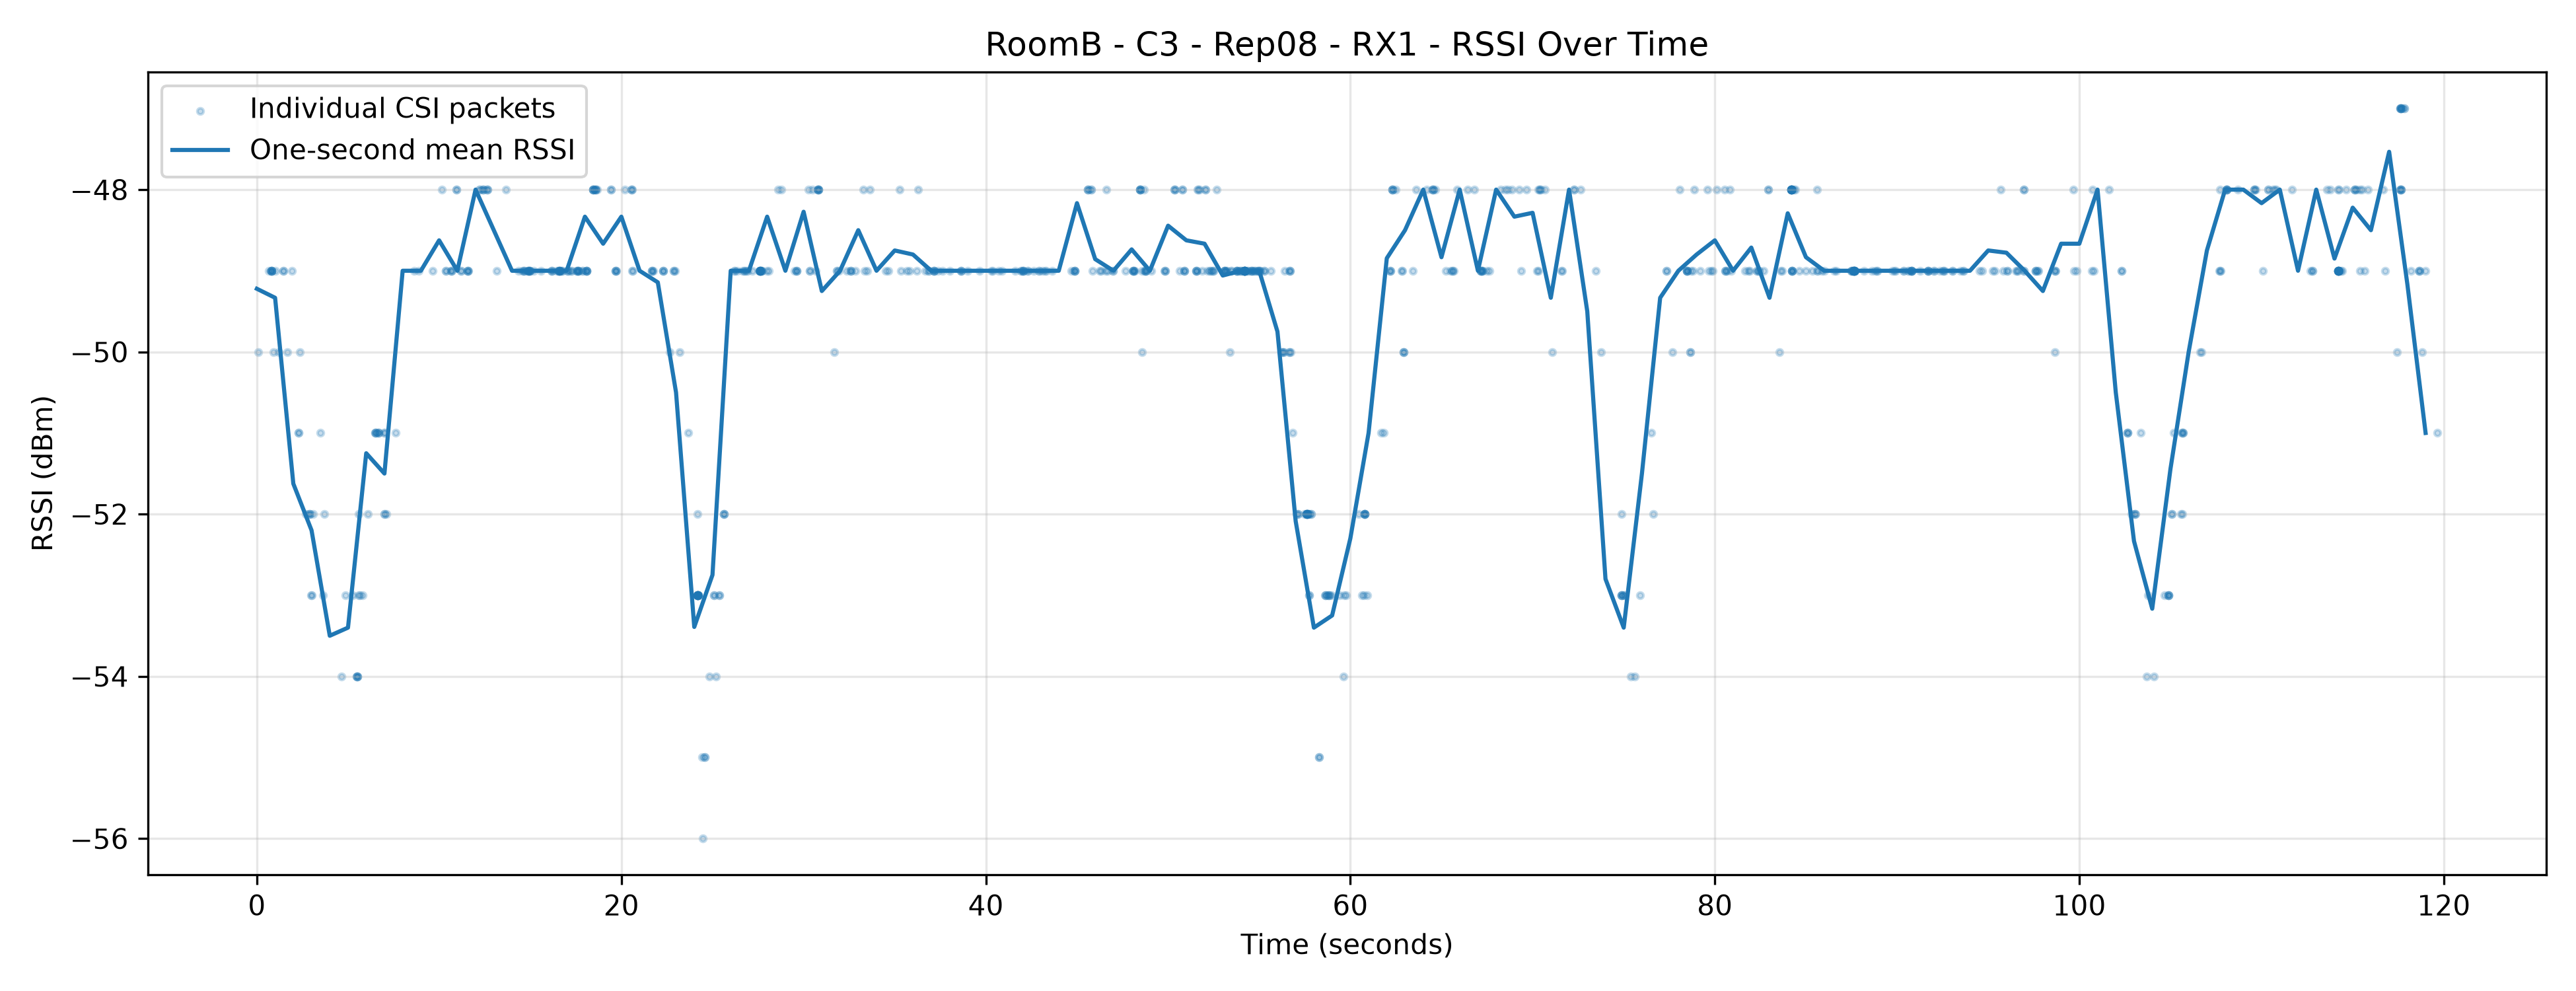 RoomB - C3 - Rep08 - RX1 - RSSI Over Time
Individual CSI packets
One-second mean RSSI
RSSI (dBm)
−48
−50
−52
−54
−56
0
20
40
60
80
100
120
Time (seconds)